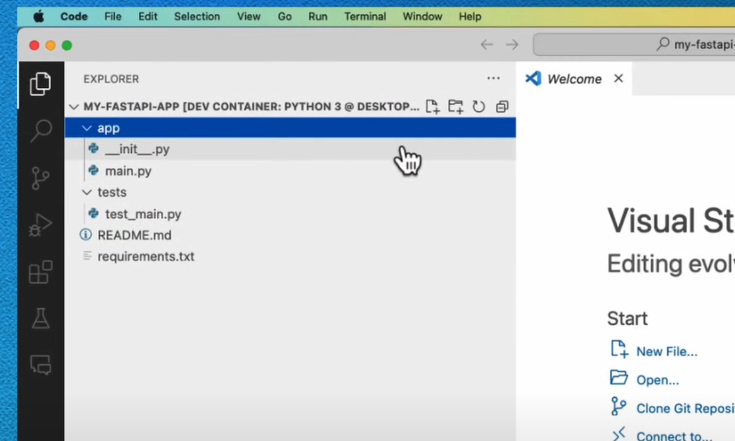 Code File Edit Selection View Go Run Terminal Window Help
my-fastapi-
EXPLORER
Welcome
MY-FASTAPI-APP [DEV CONTAINER: PYTHON 3 @ DESKTOP...
app
__init__.py
main.py
tests
test_main.py
README.md
requirements.txt
Visual St
Editing evolv
Start
New File...
Open...
Clone Git Reposi
Connect to...